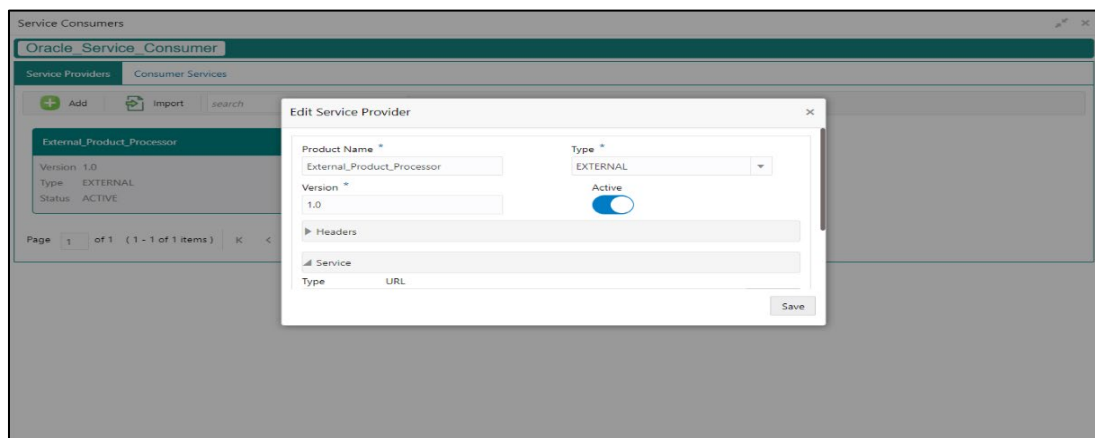 Service Consumers
Oracle_Service_Consumer
Service Providers Consumer Services
Add Import search
External_Product_Processor
Version 1.0
Type EXTERNAL
Status ACTIVE
Page 1 of 1 (1 - 1 of 1 items)
Edit Service Provider
Product Name * Type *
External_Product_Processor EXTERNAL
Version * Active
1.0
Headers
Service
Type URL
Save